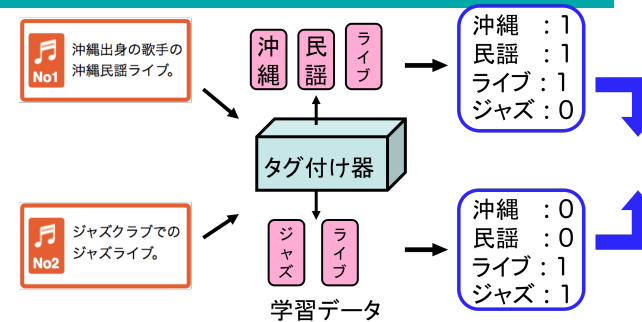 No1
沖縄出身の歌手の
沖縄民謡ライブ。
沖縄
民謡
ライブ
沖縄 : 1
民謡 : 1
ライブ : 1
ジャズ : 0
タグ付け器
No2
ジャズクラブでの
ジャズライブ。
ジャズ
ライブ
沖縄 : 0
民謡 : 0
ライブ : 1
ジャズ : 1
学習データ